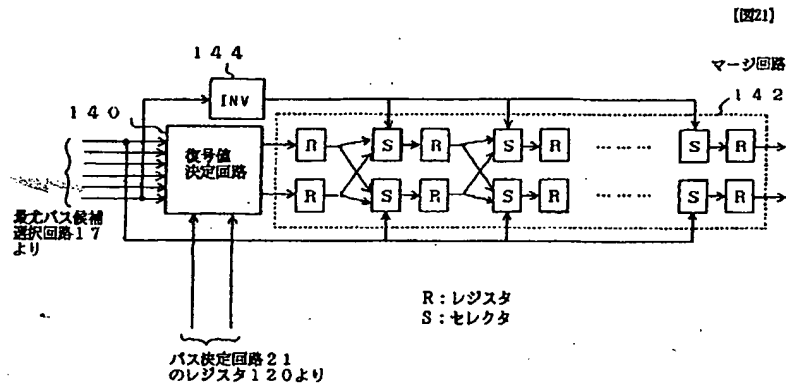 【図21】
144
マージ回路
INV
142
140
復号値
決定回路
R S R S R ……… S R
R S R S R ……… S R
最尤パス候補
選択回路17
より
R：レジスタ
S：セレクタ
パス決定回路21
のレジスタ120より